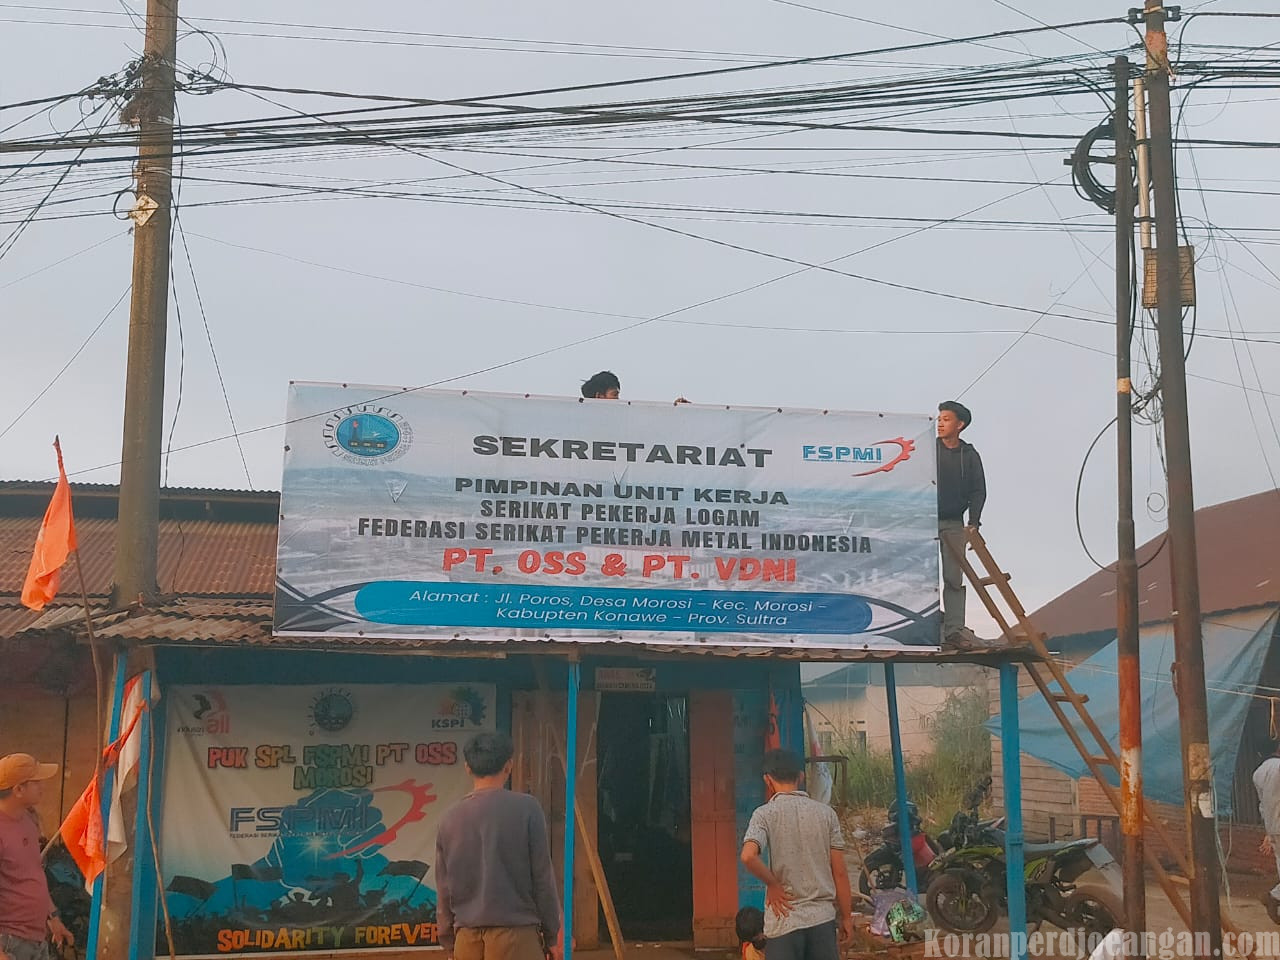 SEKRETARIAT
FSPMI
PIMPINAN UNIT KERJA
SERIKAT PEKERJA LOGAM
FEDERASI SERIKAT PEKERJA METAL INDONESIA
PT. OSS & PT. VDNI
Alamat : Jl. Poros, Desa Morosi - Kec. Morosi -
Kabupten Konawe - Prov. Sultra
KSPI
PUK SPL FSPMI PT OSS
MOROSI
FSPMI
SOLIDARITY FOREVER
Koranperdjoeangan.com